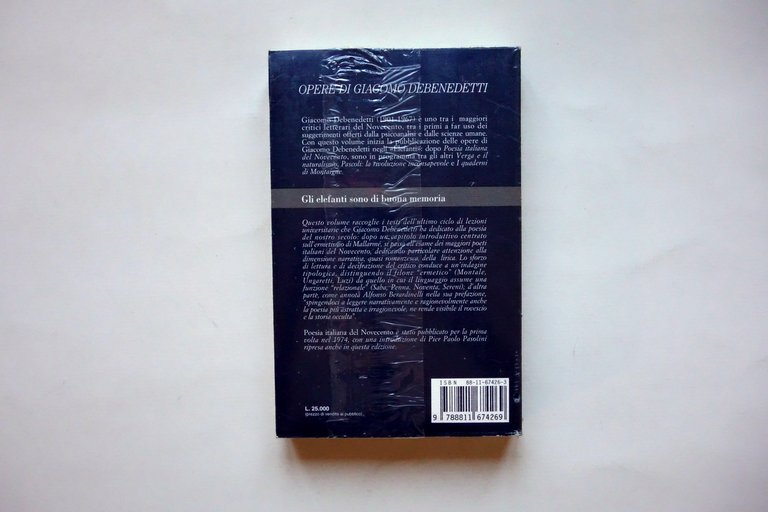 OPERE DI GIACOMO DEBENEDETTI
Giacomo Debenedetti (1901-1967) è uno tra i maggiori
critici letterari del Novecento, tra i primi a far uso dei
suggerimenti offerti dalla psicoanalisi e dalle scienze umane.
Con questo volume inizia la pubblicazione delle opere di
Giacomo Debenedetti negli «Elefanti»: dopo Poesia italiana
del Novecento, sono in programma tra gli altri Verga e il
naturalismo, Pascoli: la rivoluzione inconsapevole e I quaderni
di Montaigne.
Gli elefanti sono di buona memoria
Questo volume raccoglie i testi dell'ultimo ciclo di lezioni
universitarie che Giacomo Debenedetti ha dedicato alla poesia
del nostro secolo: dopo un capitolo introduttivo centrato
sull'ermetismo di Mallarmé, si passa all'esame dei maggiori poeti
italiani del Novecento, dedicando particolare attenzione alla
dimensione narrativa, quasi romanzesca, della lirica. Lo sforzo
di lettura e di decifrazione del critico conduce a un'indagine
tipologica, distinguendo il filone "ermetico" (Montale,
Ungaretti, Luzi) da quello in cui il linguaggio assume una
funzione "relazionale" (Saba, Penna, Noventa, Sereni); d'altra
parte, come annota Alfonso Berardinelli nella sua prefazione,
"spingendoci a leggere narrativamente e ragionevolmente anche
la poesia più astratta e irragionevole, ne rende visibile il rovescio
e la storia occulta".
Poesia italiana del Novecento è stato pubblicato per la prima
volta nel 1974, con una introduzione di Pier Paolo Pasolini
ripresa anche in questa edizione.
ISBN 88-11-67426-3
9 788811 674269
L. 25.000
(prezzo di vendita al pubblico)